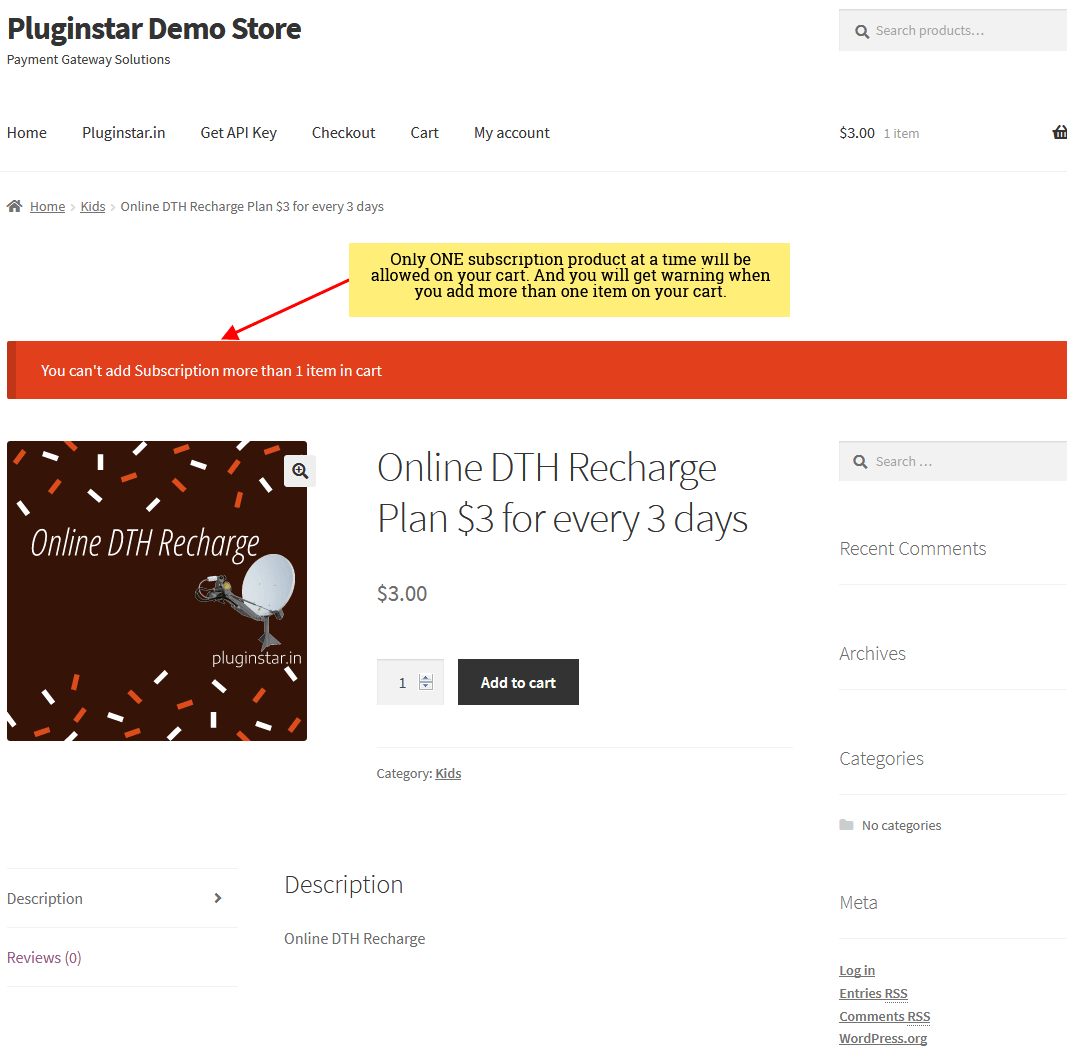 Pluginstar Demo Store
Payment Gateway Solutions
Search products…
Home Pluginstar.in Get API Key Checkout Cart My account
$3.00 1 item
Home > Kids > Online DTH Recharge Plan $3 for every 3 days
Only ONE subscription product at a time will be
allowed on your cart. And you will get warning when
you add more than one item on your cart.
You can't add Subscription more than 1 item in cart
Online DTH Recharge
pluginstar.in
Online DTH Recharge
Plan $3 for every 3 days
$3.00
1 Add to cart
Category: Kids
Search …
Recent Comments
Archives
Categories
No categories
Meta
Log in
Entries RSS
Comments RSS
WordPress.org
Description
Reviews (0)
Description
Online DTH Recharge